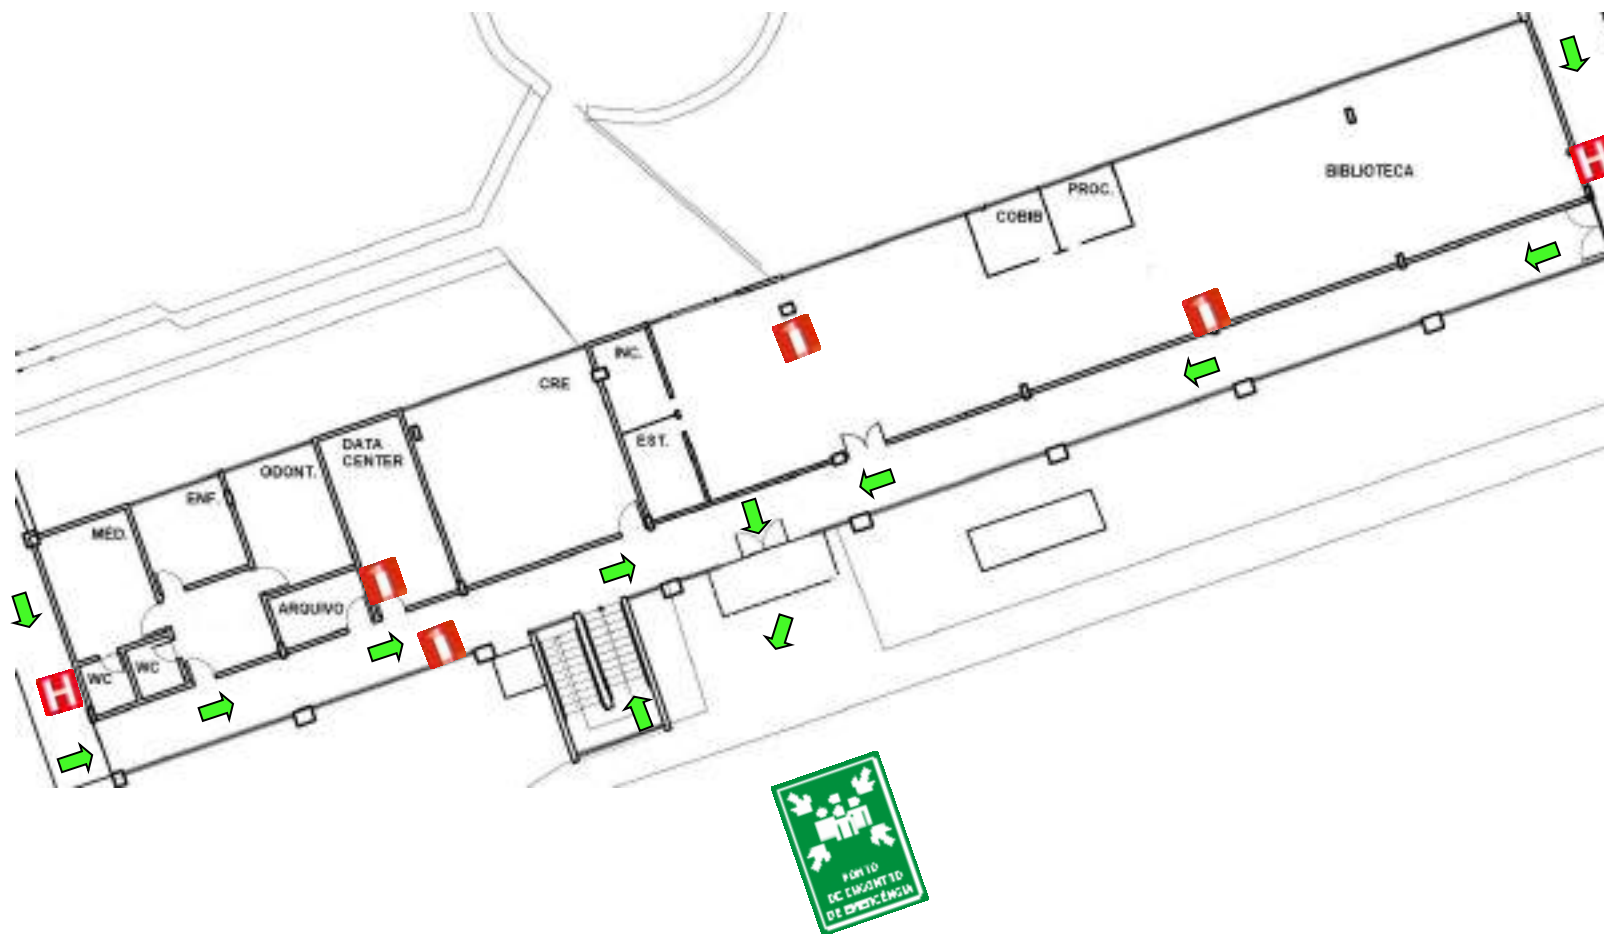 BIBLIOTECA
PROC.
COBIB
INC.
CRE
EST.
DATA
CENTER
ODONT.
ENF.
MÉD.
ARQUIVO
WC
WC
H
H
PONTO
DE ENCONTRO
DE EMERGÊNCIA